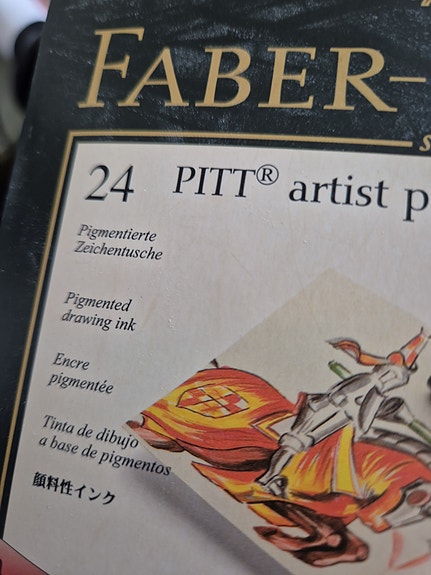 FABER-
24 PITT® artist p
Pigmentierte
Zeichentusche
Pigmented
drawing ink
Encre
pigmentée
Tinta de dibujo
a base de pigmentos
顔料性インク